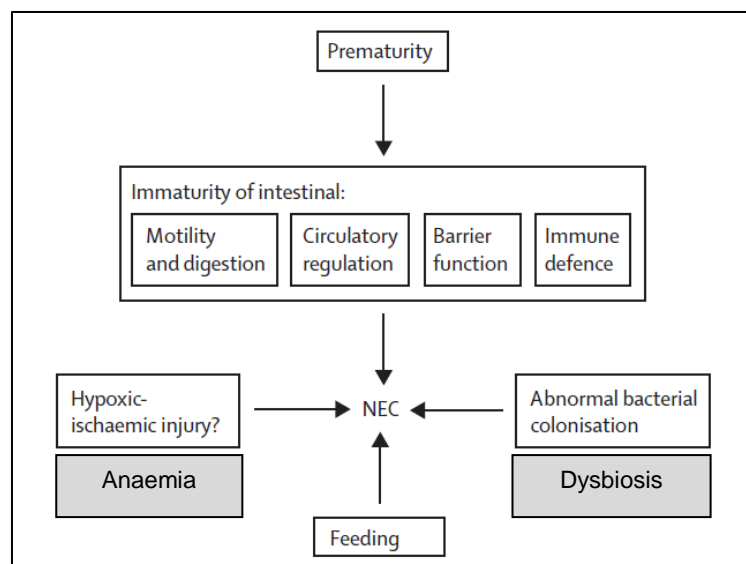 Prematurity
Immaturity of intestinal:
Motility
and digestion
Circulatory
regulation
Barrier
function
Immune
defence
Hypoxic-
ischaemic injury?
NEC
Abnormal bacterial
colonisation
Anaemia
Dysbiosis
Feeding